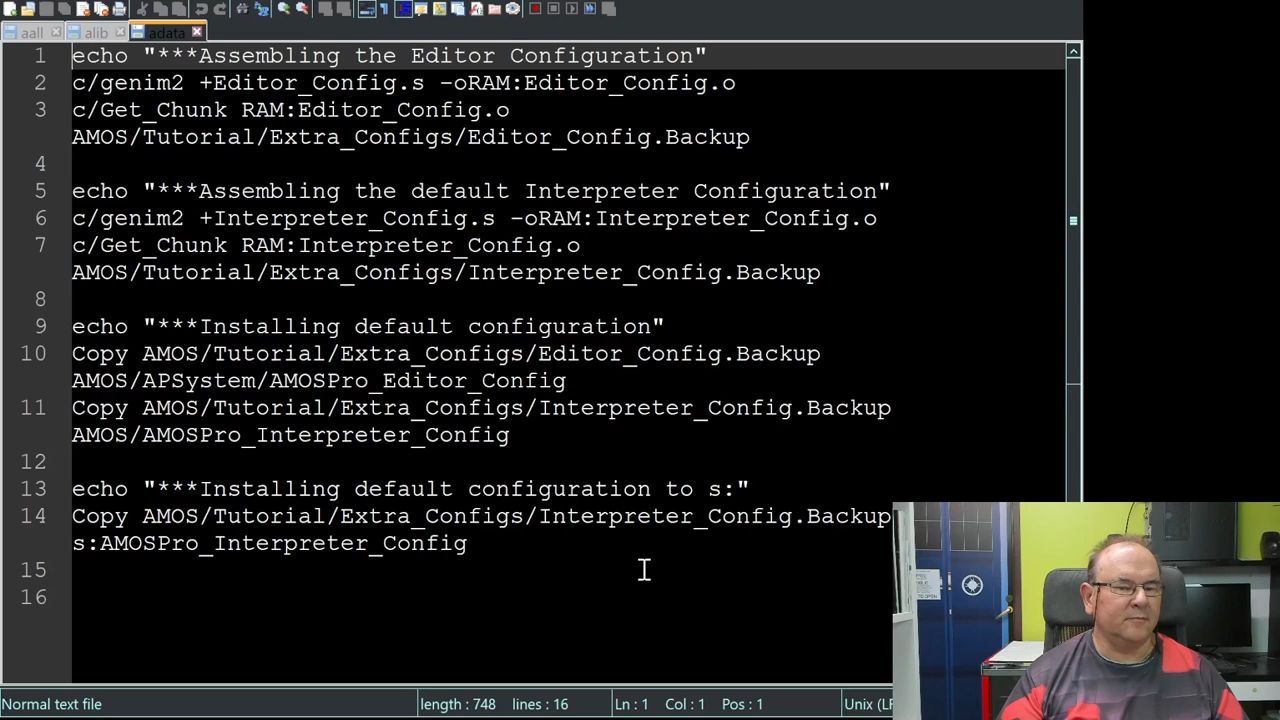 aall
alib
adata
1 echo "***Assembling the Editor Configuration"
2 c/genim2 +Editor_Config.s -oRAM:Editor_Config.o
3 c/Get_Chunk RAM:Editor_Config.o
AMOS/Tutorial/Extra_Configs/Editor_Config.Backup
4
5 echo "***Assembling the default Interpreter Configuration"
6 c/genim2 +Interpreter_Config.s -oRAM:Interpreter_Config.o
7 c/Get_Chunk RAM:Interpreter_Config.o
AMOS/Tutorial/Extra_Configs/Interpreter_Config.Backup
8
9 echo "***Installing default configuration"
10 Copy AMOS/Tutorial/Extra_Configs/Editor_Config.Backup
AMOS/APSystem/AMOSPro_Editor_Config
11 Copy AMOS/Tutorial/Extra_Configs/Interpreter_Config.Backup
AMOS/AMOSPro_Interpreter_Config
12
13 echo "***Installing default configuration to s:"
14 Copy AMOS/Tutorial/Extra_Configs/Interpreter_Config.Backup
s:AMOSPro_Interpreter_Config
15
16
Normal text file
length : 748 lines : 16
Ln : 1 Col : 1 Pos : 1
Unix (LF